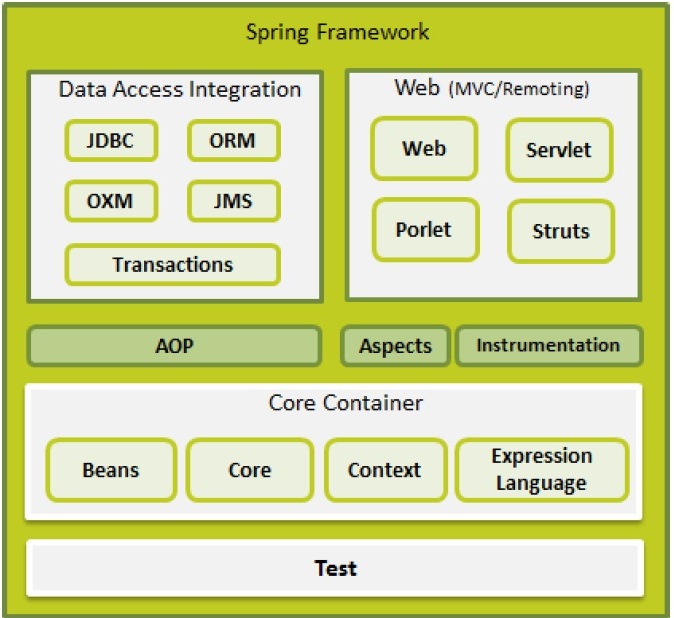 Spring Framework
Data Access Integration
JDBC
ORM
OXM
JMS
Transactions
Web (MVC/Remoting)
Web
Servlet
Porlet
Struts
AOP
Aspects
Instrumentation
Core Container
Beans
Core
Context
Expression
Language
Test